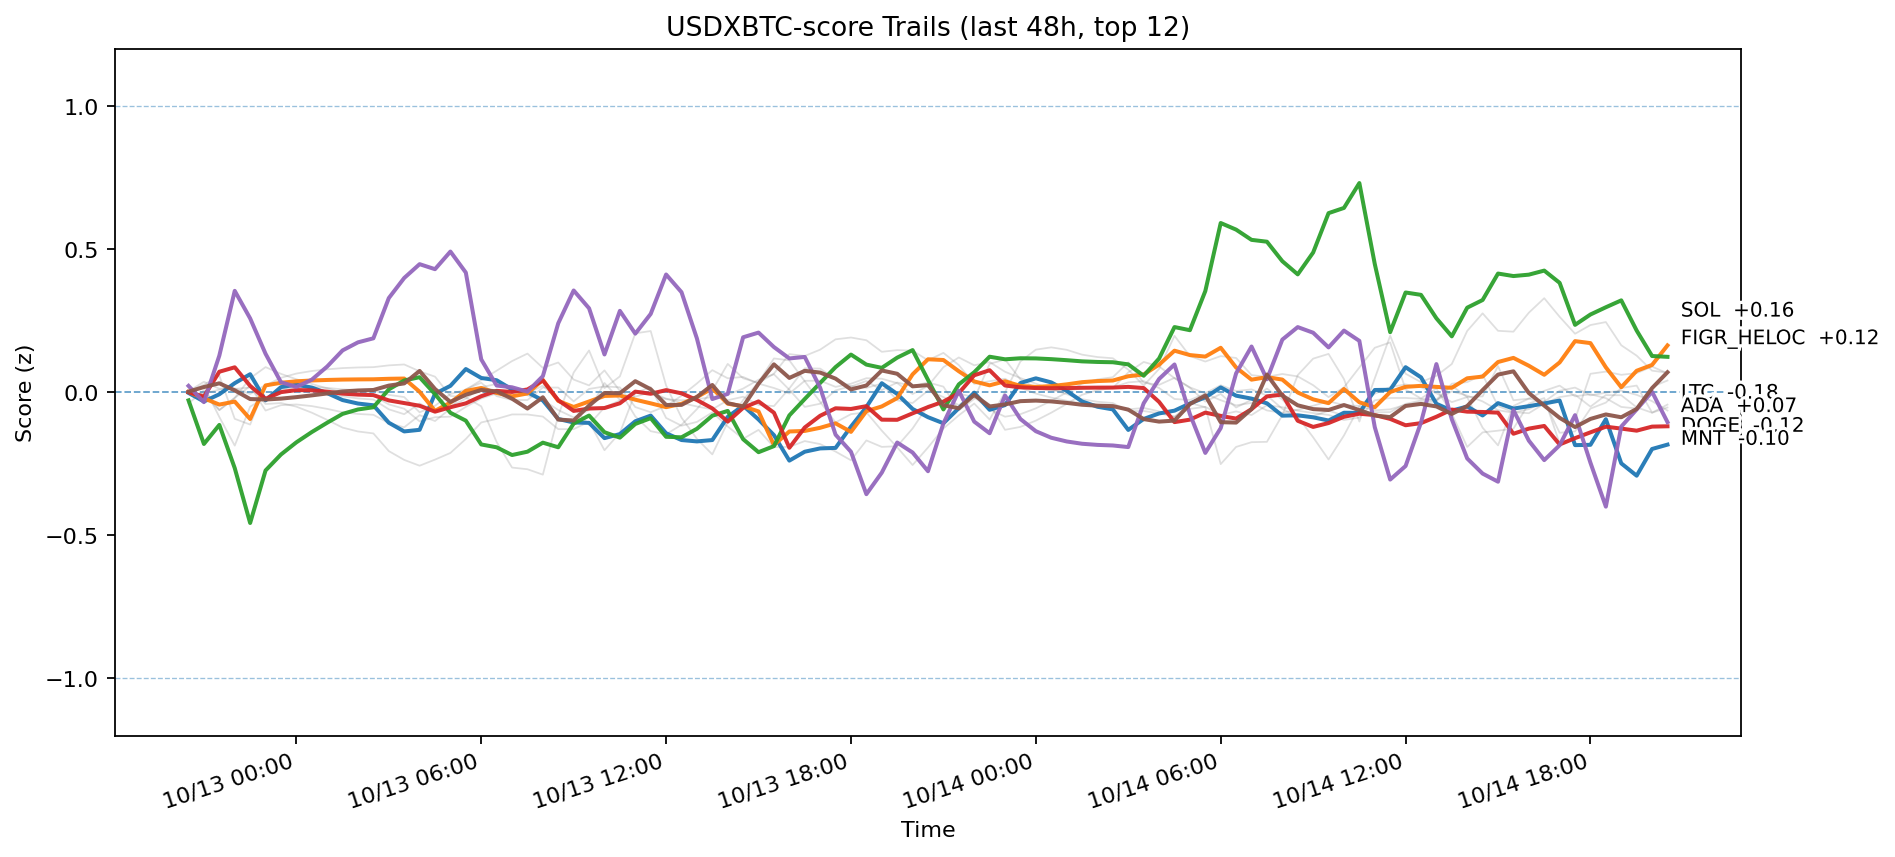 USDXBTC-score Trails (last 48h, top 12)
Score (z)
1.0
0.5
0.0
−0.5
−1.0
SOL +0.16
FIGR_HELOC +0.12
LTC -0.18
ADA +0.07
DOGE -0.12
MNT -0.10
10/13 00:00
10/13 06:00
10/13 12:00
10/13 18:00
10/14 00:00
10/14 06:00
10/14 12:00
10/14 18:00
Time